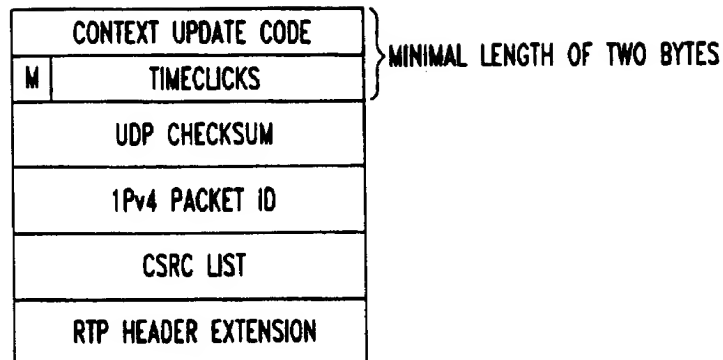 CONTEXT UPDATE CODE
M TIMECLICKS
MINIMAL LENGTH OF TWO BYTES
UDP CHECKSUM
1Pv4 PACKET ID
CSRC LIST
RTP HEADER EXTENSION